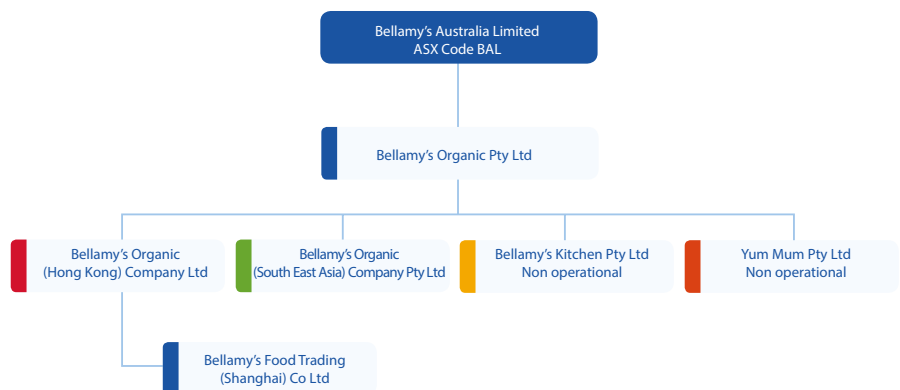 Bellamy's Australia Limited
ASX Code BAL
Bellamy's Organic Pty Ltd
Bellamy's Organic
(Hong Kong) Company Ltd
Bellamy's Organic
(South East Asia) Company Pty Ltd
Bellamy's Kitchen Pty Ltd
Non operational
Yum Mum Pty Ltd
Non operational
Bellamy's Food Trading
(Shanghai) Co Ltd